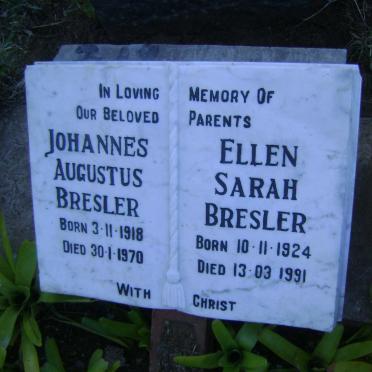 In Loving Memory Of
Our Beloved Parents
Johannes
Augustus
Bresler
Born 3·11·1918
Died 30·1·1970
Ellen
Sarah
Bresler
Born 10·11·1924
Died 13·03 1991
With Christ